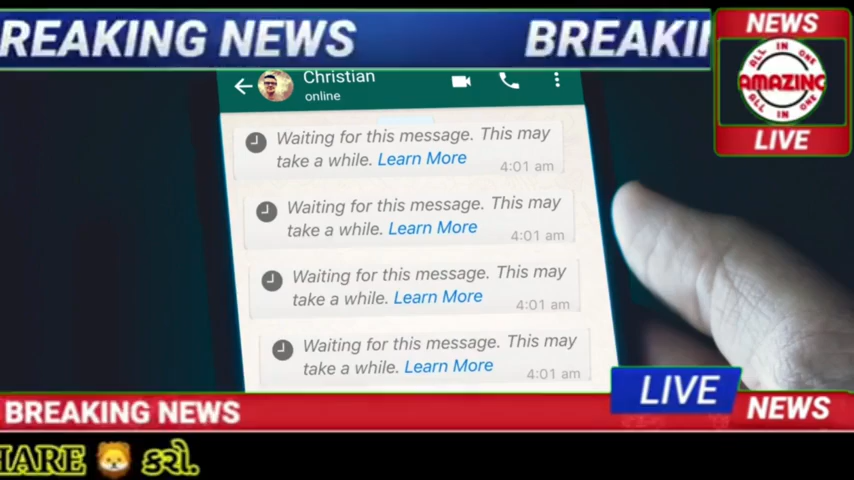 REAKING NEWS BREAKI
NEWS
ALL IN ONE
AMAZING
ALL IN ONE
LIVE
Christian
online
Waiting for this message. This may
take a while. Learn More
4:01 am
Waiting for this message. This may
take a while. Learn More
4:01 am
Waiting for this message. This may
take a while. Learn More
4:01 am
Waiting for this message. This may
take a while. Learn More
4:01 am
LIVE
BREAKING NEWS
NEWS
HARE 🦁 કરો.